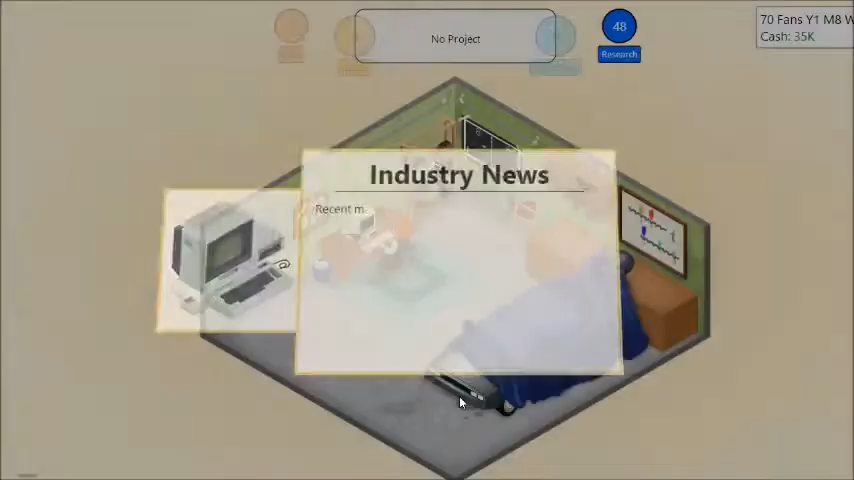 No Project
48
Research
70 Fans Y1 M8 W
Cash: 35K
Industry News
Recent m